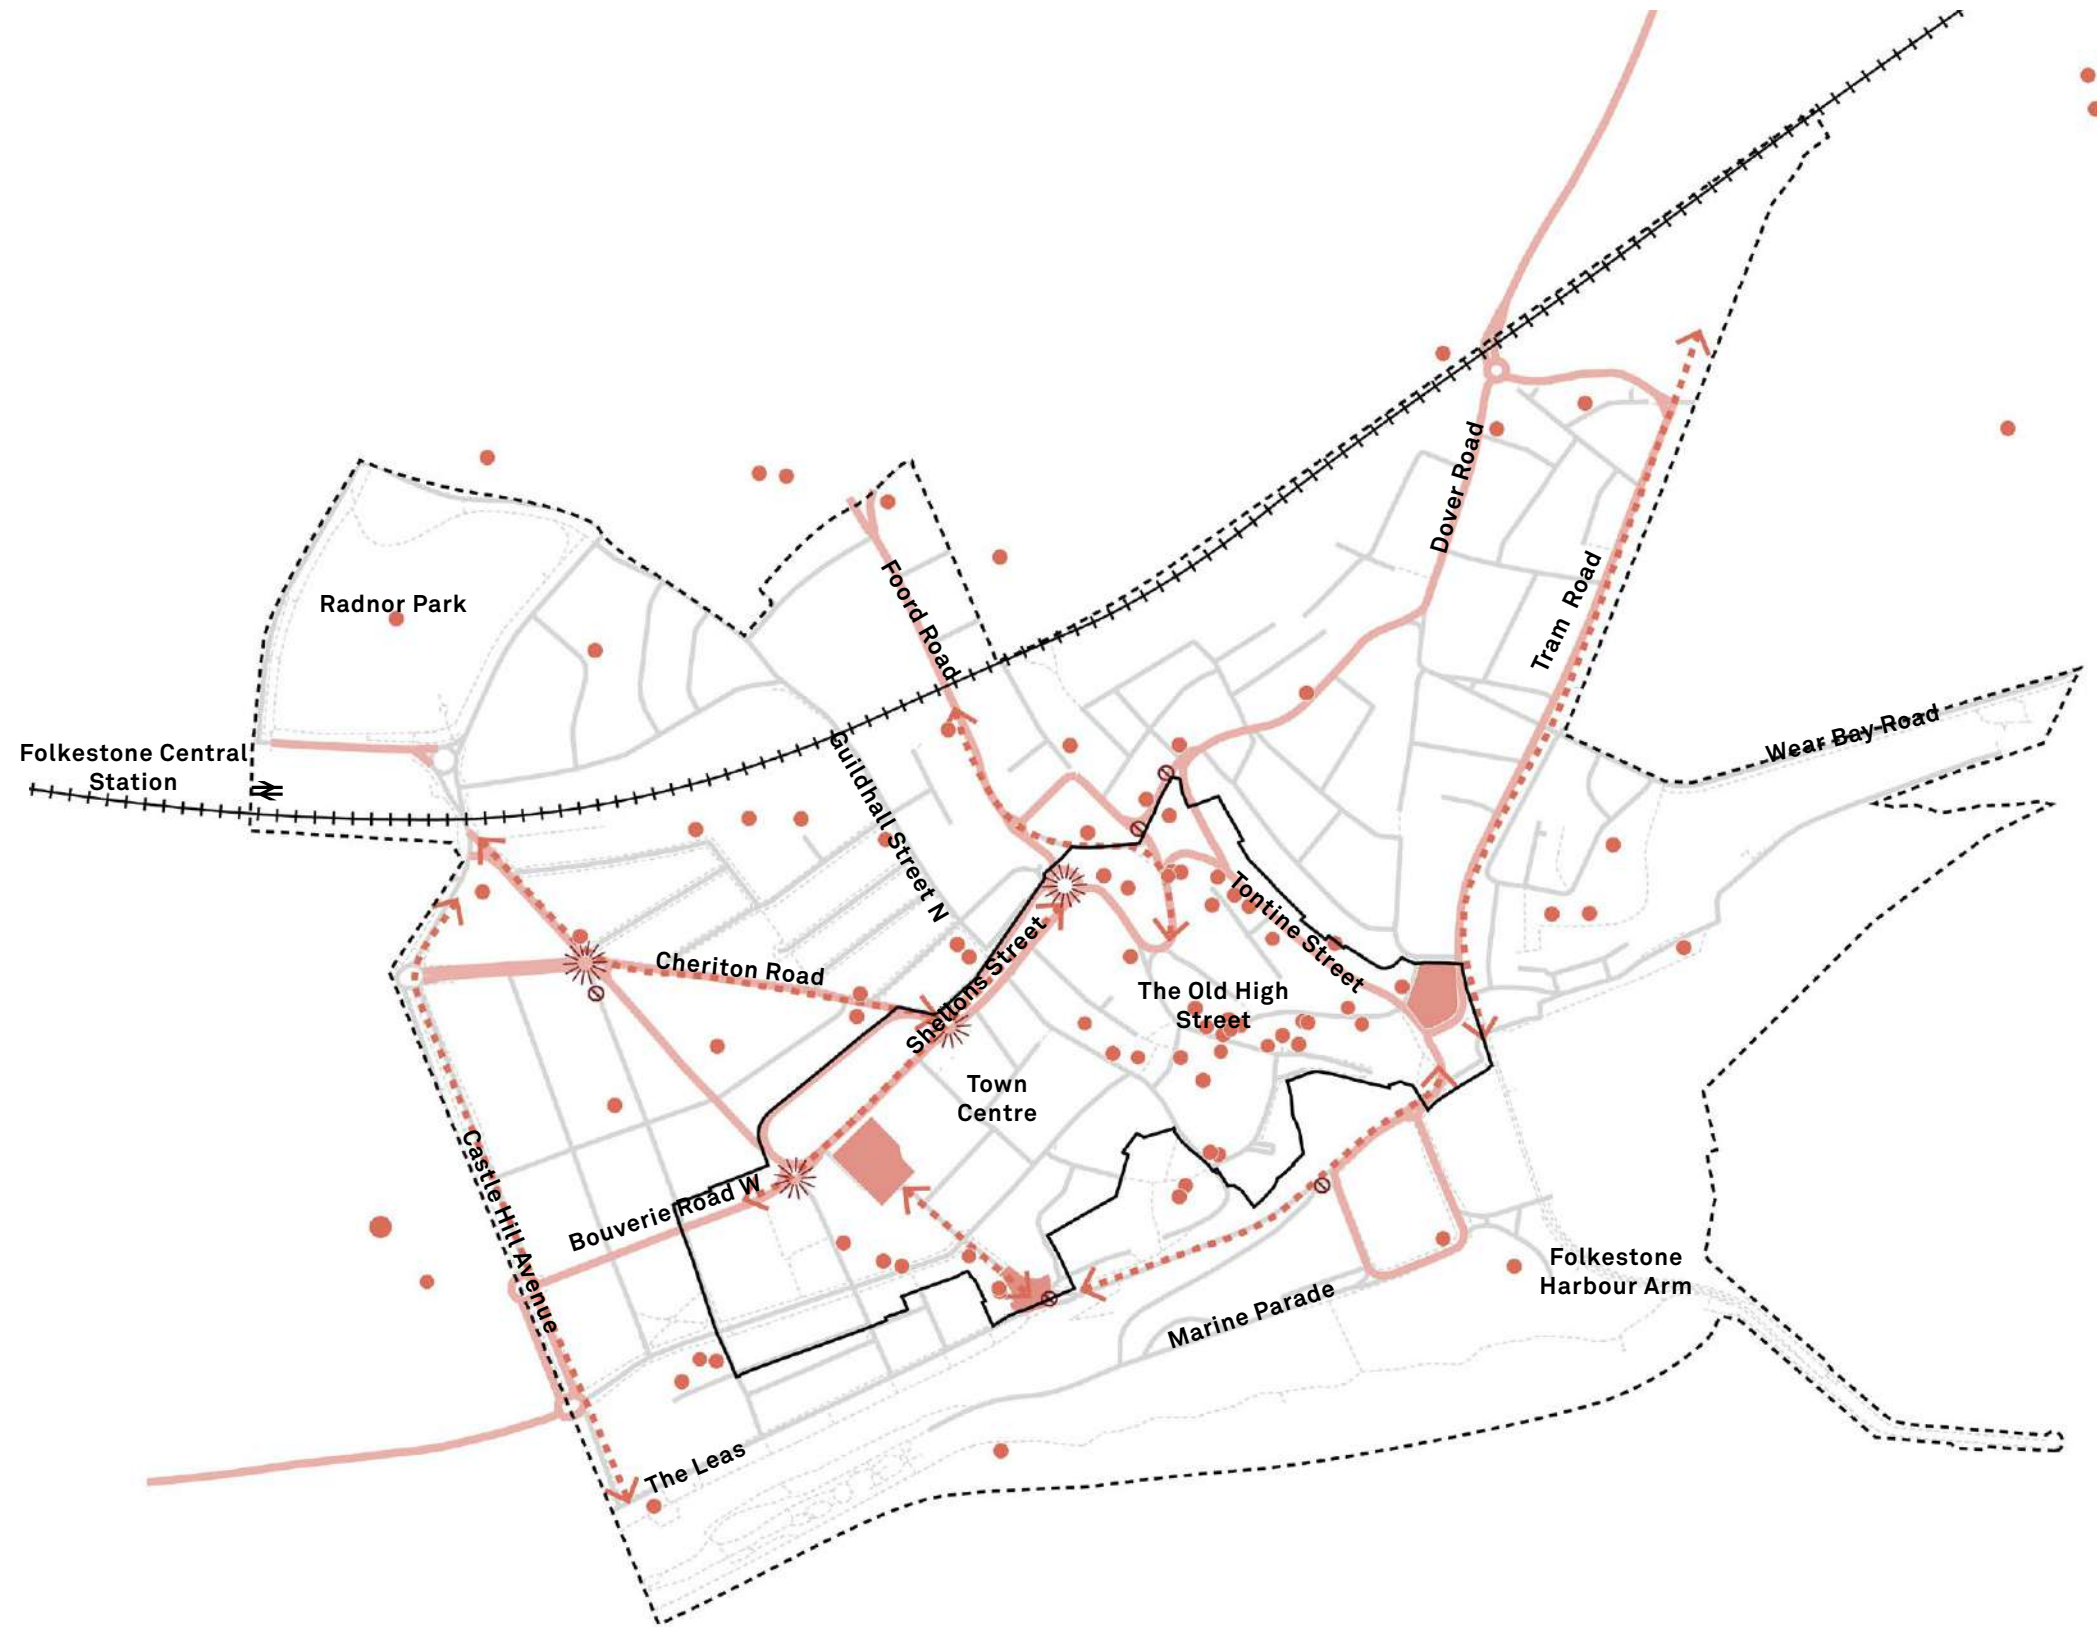 Dover Road
Foord Road
Radnor Park
Tram Road
Wear Bay Road
Folkestone Central
Station
Guildhall Street N
Cheriton Road
Shellons Street
Tontine Street
The Old High
Street
Town
Centre
Castle Hill Avenue
Bouverie Road W
Folkestone
Harbour Arm
Marine Parade
The Leas